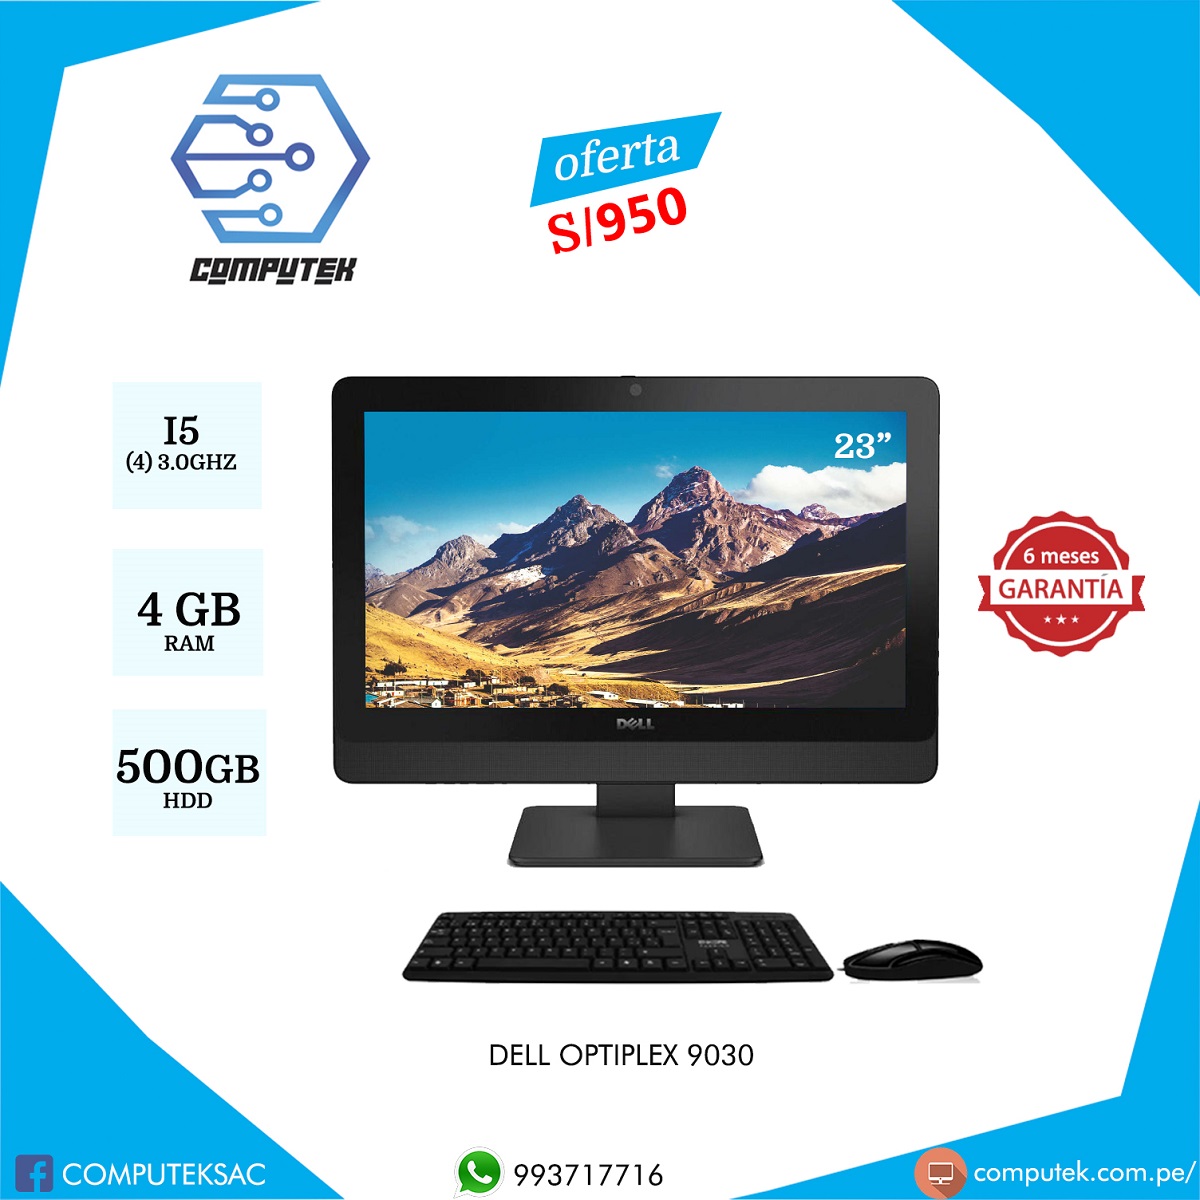 COMPUTEK
oferta
S/950
I5
(4) 3.0GHZ
4 GB
RAM
500GB
HDD
23”
DELL
6 meses
GARANTÍA
DELL OPTIPLEX 9030
COMPUTEKSAC
993717716
computek.com.pe/